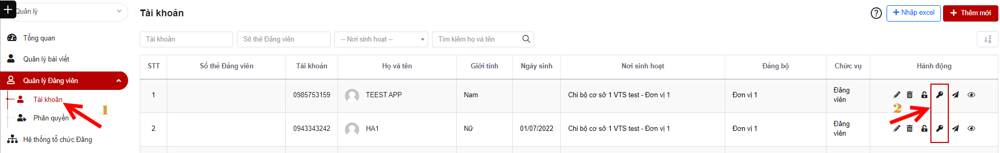 Quản lý
Tài khoản
Nhập excel
Thêm mới
Tổng quan
Tài khoản
Số thẻ Đảng viên
-- Nơi sinh hoạt --
Tìm kiếm họ và tên
Quản lý bài viết
STT Số thẻ Đảng viên Tài khoản Họ và tên Giới tính Ngày sinh Nơi sinh hoạt Đảng bộ Chức vụ Hành động
Quản lý Đảng viên
Tài khoản
1
Phân quyền
Hệ thống tổ chức Đảng
1 0985753159 TEEST APP Nam Chi bộ cơ sở 1 VTS test - Đơn vị 1 Đơn vị 1 Đảng
viên
2
2 0943343242 HA1 Nữ 01/07/2022 Chi bộ cơ sở 1 VTS test - Đơn vị 1 Đơn vị 1 Đảng
viên